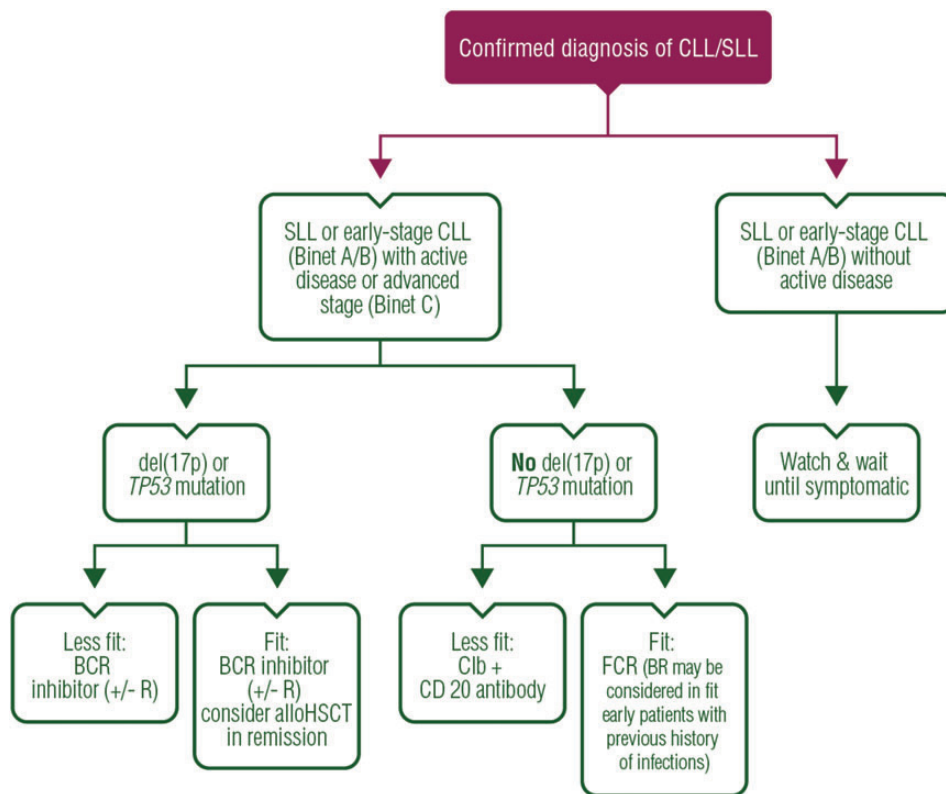 Confirmed diagnosis of CLL/SLL
SLL or early-stage CLL
(Binet A/B) with active
disease or advanced
stage (Binet C)
SLL or early-stage CLL
(Binet A/B) without
active disease
del(17p) or
TP53 mutation
No del(17p) or
TP53 mutation
Watch & wait
until symptomatic
Less fit:
BCR
inhibitor (+/- R)
Fit:
BCR inhibitor
(+/- R)
consider alloHSCT
in remission
Less fit:
Clb +
CD 20 antibody
Fit:
FCR (BR may be
considered in fit
early patients with
previous history
of infections)